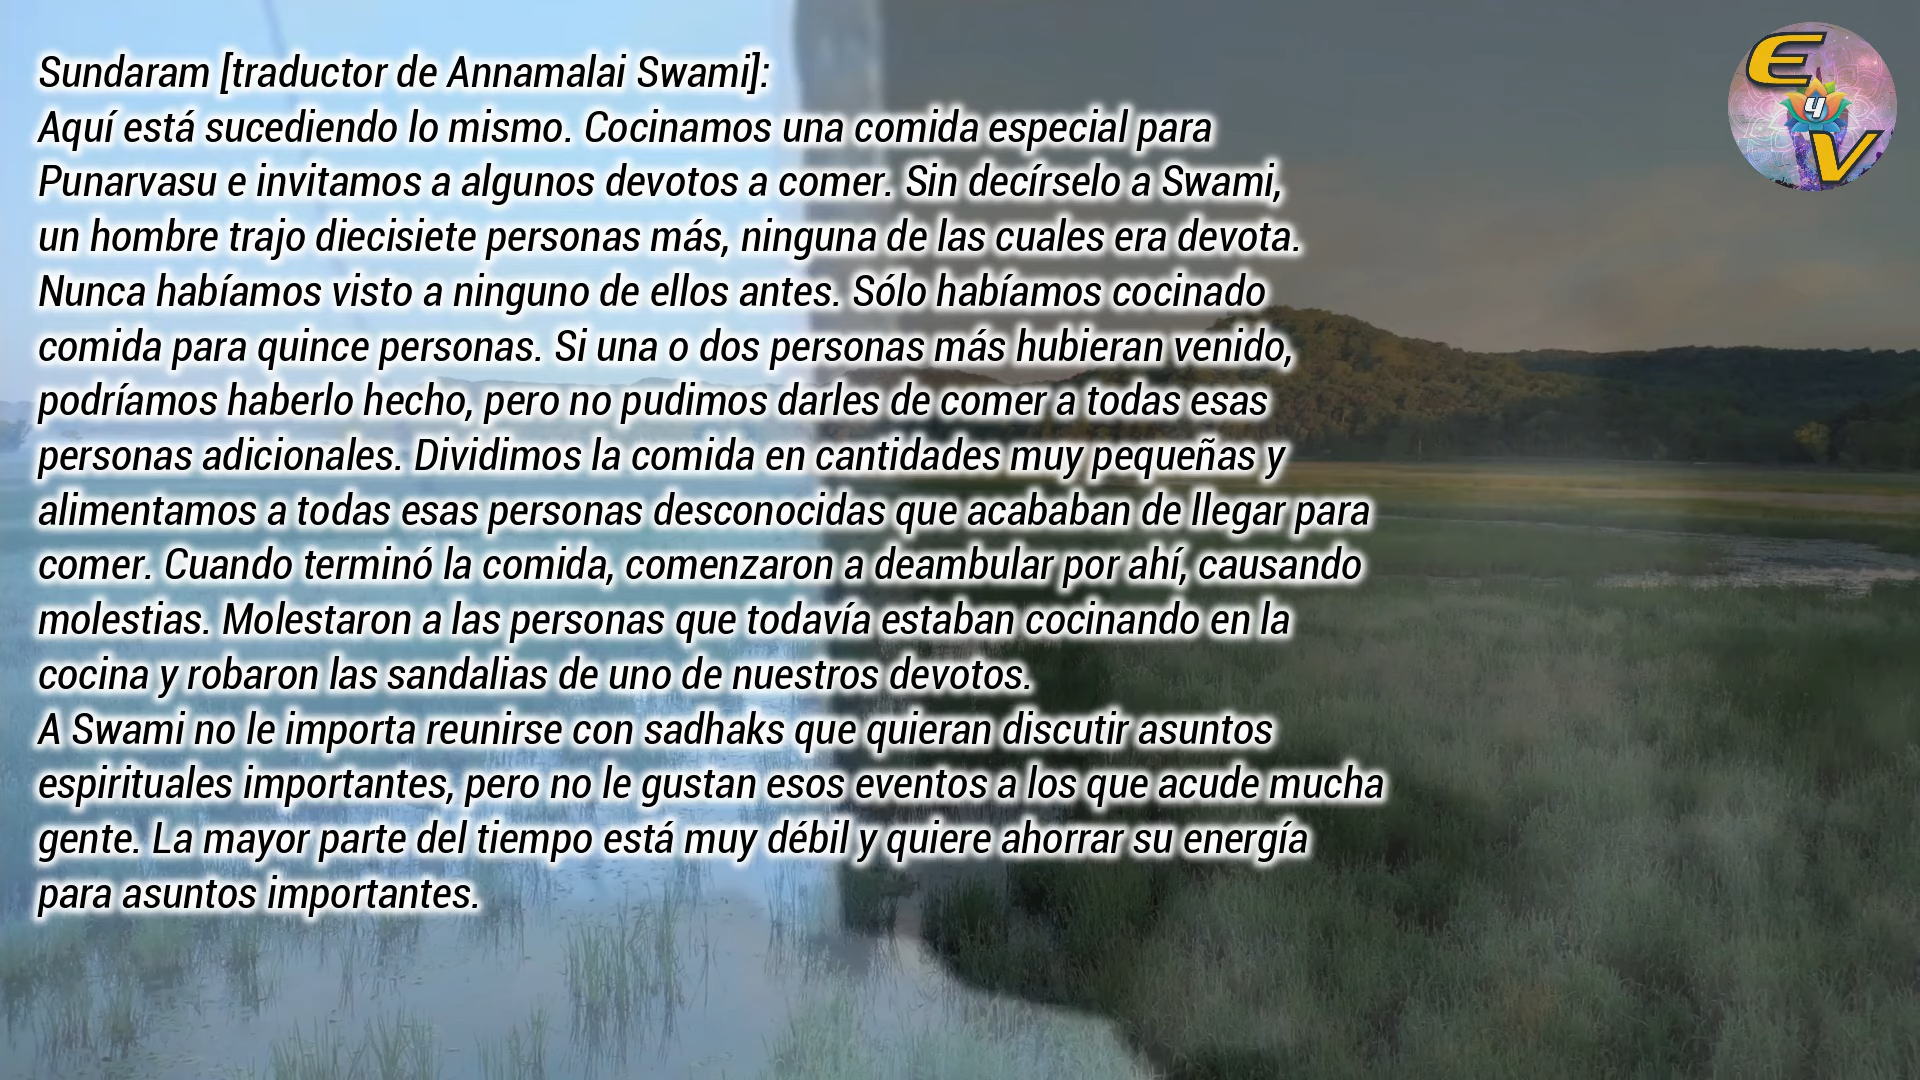 Sundaram [traductor de Annamalai Swami]:
Aquí está sucediendo lo mismo. Cocinamos una comida especial para
Punarvasu e invitamos a algunos devotos a comer. Sin decírselo a Swami,
un hombre trajo diecisiete personas más, ninguna de las cuales era devota.
Nunca habíamos visto a ninguno de ellos antes. Sólo habíamos cocinado
comida para quince personas. Si una o dos personas más hubieran venido,
podríamos haberlo hecho, pero no pudimos darles de comer a todas esas
personas adicionales. Dividimos la comida en cantidades muy pequeñas y
alimentamos a todas esas personas desconocidas que acababan de llegar para
comer. Cuando terminó la comida, comenzaron a deambular por ahí, causando
molestias. Molestaron a las personas que todavía estaban cocinando en la
cocina y robaron las sandalias de uno de nuestros devotos.
A Swami no le importa reunirse con sadhaks que quieran discutir asuntos
espirituales importantes, pero no le gustan esos eventos a los que acude mucha
gente. La mayor parte del tiempo está muy débil y quiere ahorrar su energía
para asuntos importantes.
E
y
V